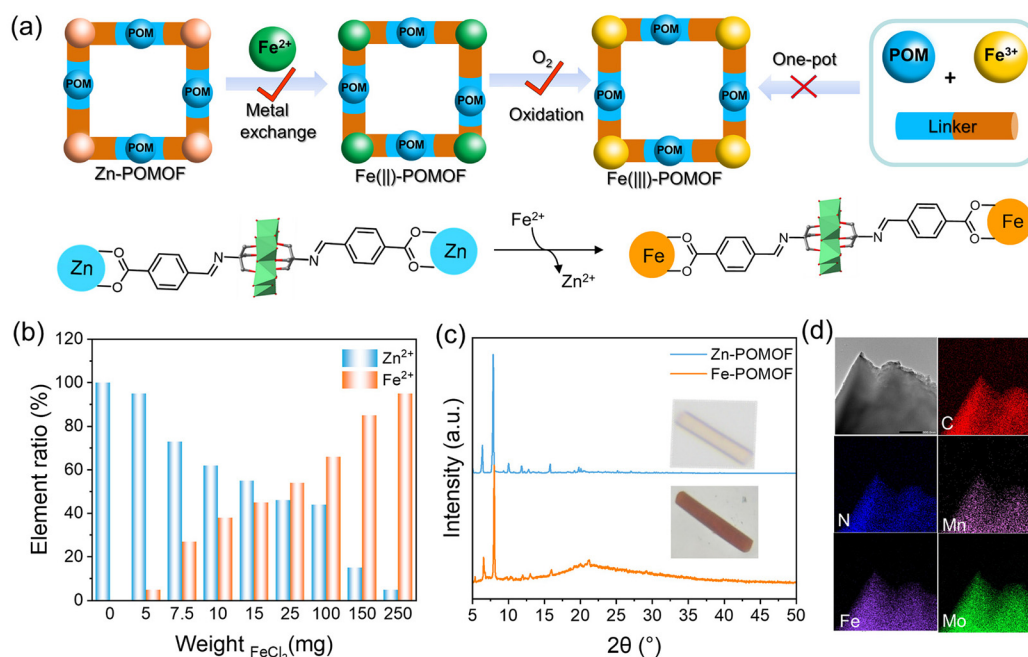 (a)
POM
POM
POM
POM
Zn-POMOF
Fe2+
Metal
exchange
POM
POM
POM
POM
Fe(||)-POMOF
O2
Oxidation
POM
POM
POM
POM
Fe(|||)-POMOF
One-pot
POM
+
Fe3+
Linker
Zn
O
O
N
N
O
O
Zn
Fe2+
Zn2+
Fe
O
O
N
N
O
O
Fe
(b)
Element ratio (%)
120
100
80
60
40
20
0
Zn2+
Fe2+
0 5 7.5 10 15 25 100 150 250
Weight FeCl2(mg)
(c)
Intensity (a.u.)
Zn-POMOF
Fe-POMOF
5 10 15 20 25 30 35 40 45 50
2θ (°)
(d)
C
N
Mn
Fe
Mo